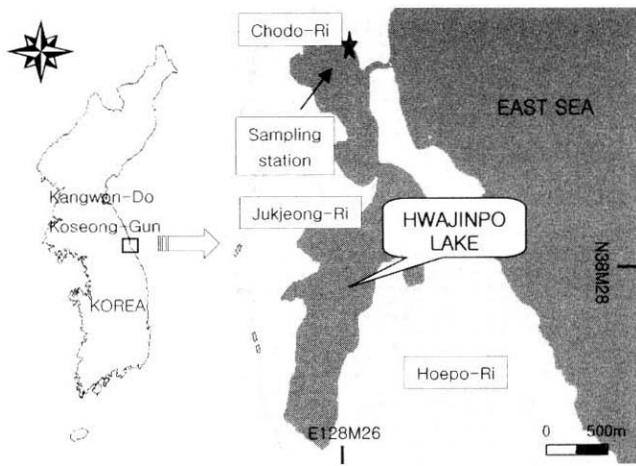 Chodo-Ri
EAST SEA
Sampling
station
Kangwon-Do
Koseong-Gun
Jukjeong-Ri
HWAJINPO
LAKE
N38M28
KOREA
Hoepo-Ri
E128M26
0 500m